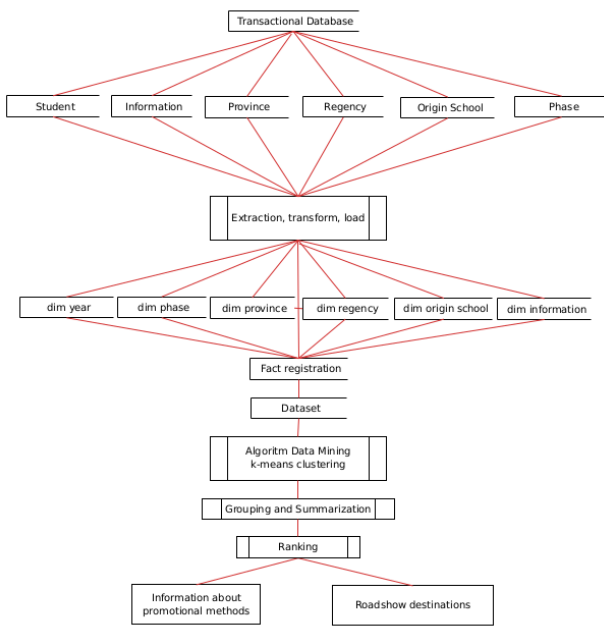 Transactional Database
Student
Information
Province
Regency
Origin School
Phase
Extraction, transform, load
dim year
dim phase
dim province
dim regency
dim origin school
dim information
Fact registration
Dataset
Algoritm Data Mining
k-means clustering
Grouping and Summarization
Ranking
Information about
promotional methods
Roadshow destinations